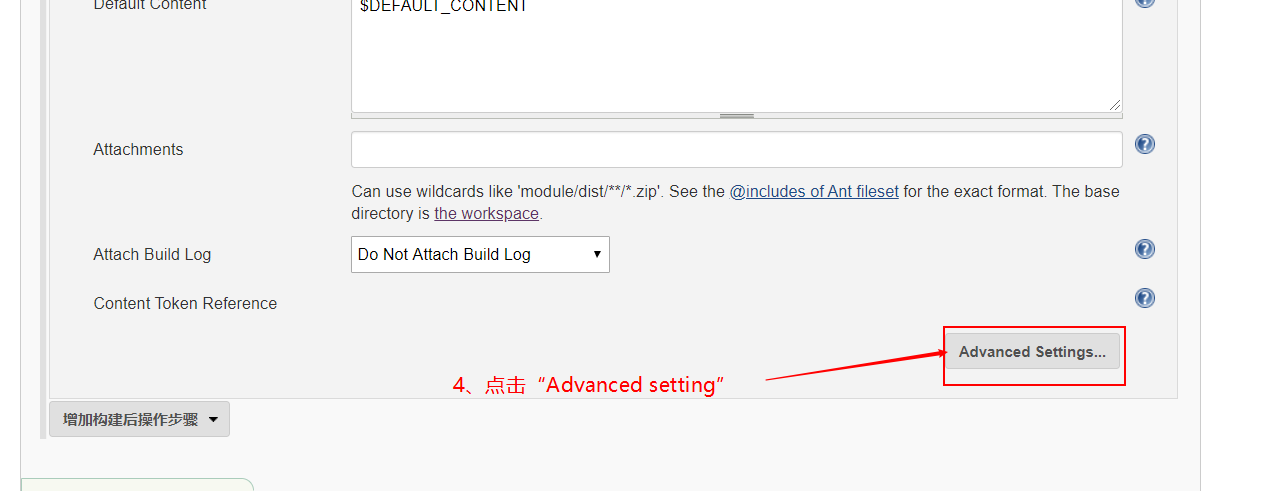 Default Content
$DEFAULT_CONTENT
Attachments
Can use wildcards like 'module/dist/**/*.zip'. See the @includes of Ant fileset for the exact format. The base
directory is the workspace.
Attach Build Log
Do Not Attach Build Log
Content Token Reference
Advanced Settings...
4、点击“Advanced setting”
增加构建后操作步骤